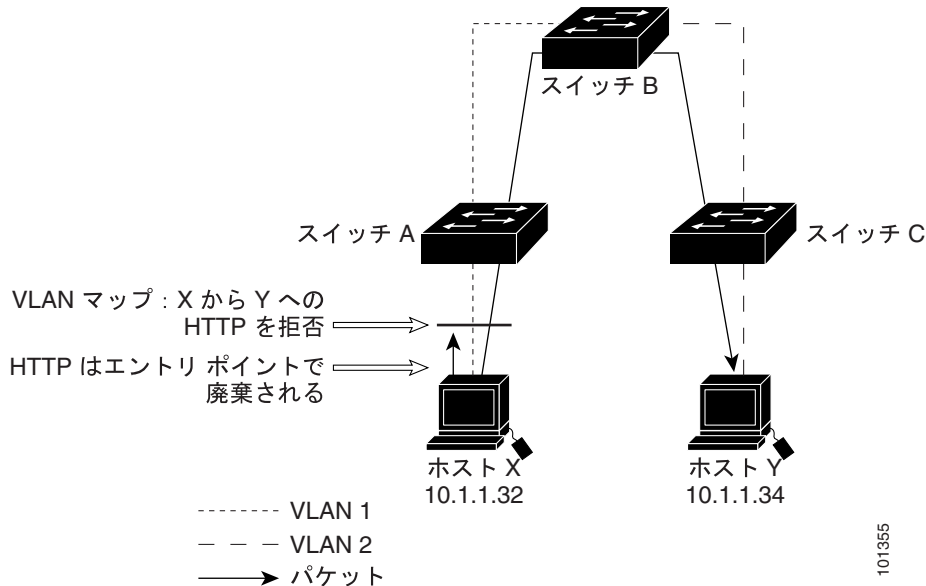 スイッチ B
スイッチ A
スイッチ C
VLAN マップ : X から Y への
HTTP を拒否
HTTP はエントリ ポイントで
廃棄される
ホスト X
10.1.1.32
ホスト Y
10.1.1.34
VLAN 1
VLAN 2
パケット
101355